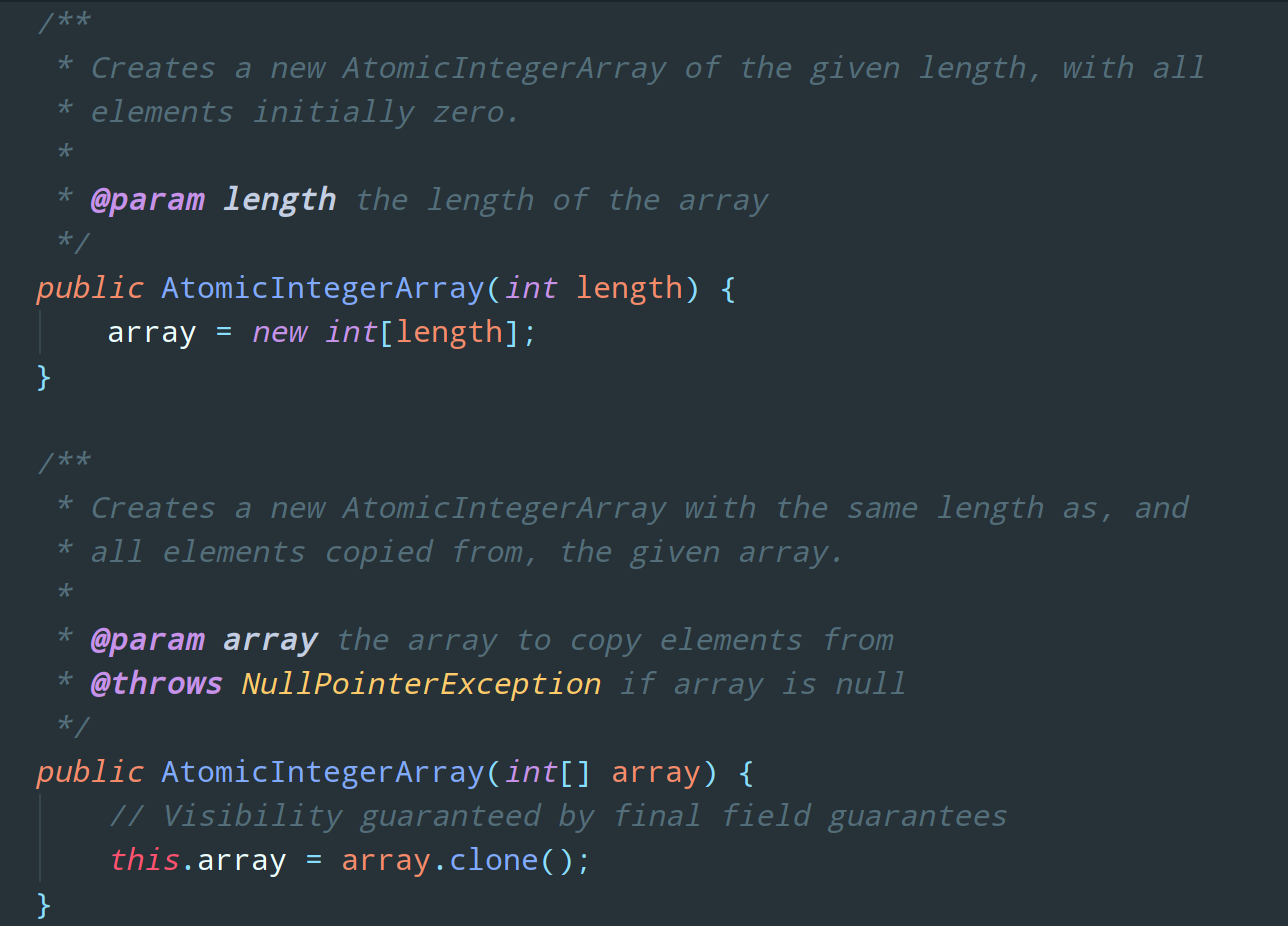 /**
 * Creates a new AtomicIntegerArray of the given length, with all
 * elements initially zero.
 *
 * @param length the length of the array
 */
public AtomicIntegerArray(int length) {
    array = new int[length];
}

/**
 * Creates a new AtomicIntegerArray with the same length as, and
 * all elements copied from, the given array.
 *
 * @param array the array to copy elements from
 * @throws NullPointerException if array is null
 */
public AtomicIntegerArray(int[] array) {
    // Visibility guaranteed by final field guarantees
    this.array = array.clone();
}